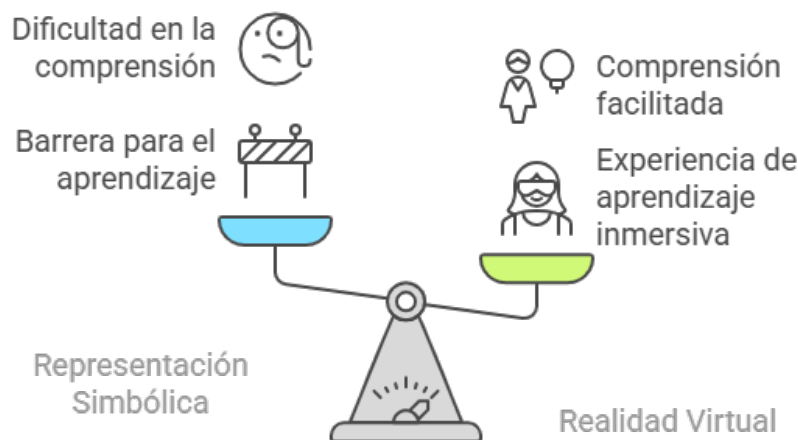 Dificultad en la
comprensión
Barrera para el
aprendizaje
Comprensión
facilitada
Experiencia de
aprendizaje
inmersiva
Representación
Simbólica
Realidad Virtual